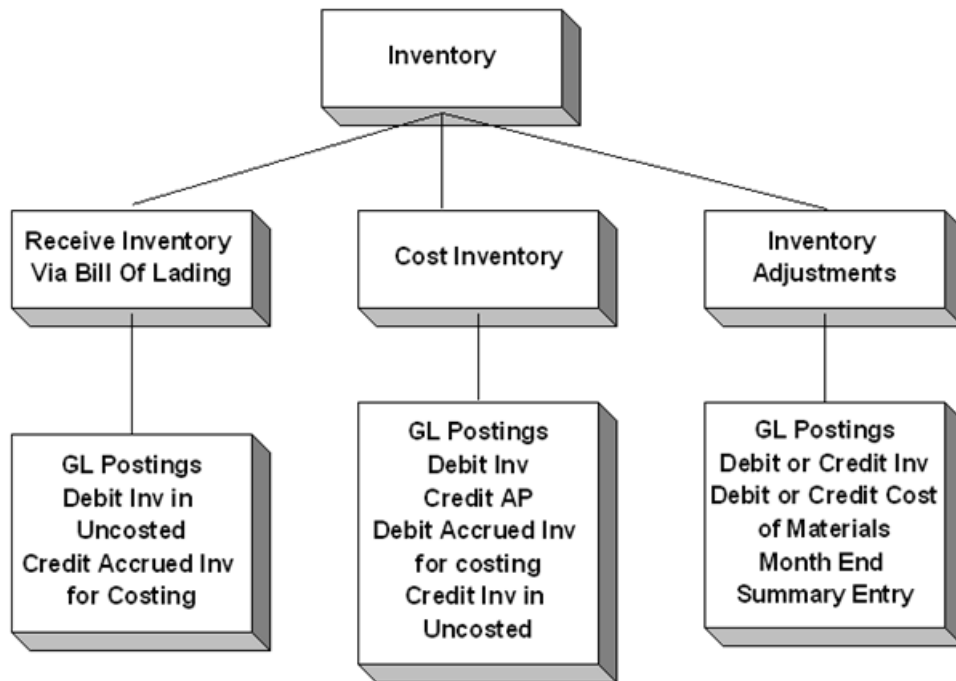 Inventory
Receive Inventory
Via Bill Of Lading
Cost Inventory
Inventory
Adjustments
GL Postings
Debit Inv in
Uncosted
Credit Accrued Inv
for Costing
GL Postings
Debit Inv
Credit AP
Debit Accrued Inv
for costing
Credit Inv in
Uncosted
GL Postings
Debit or Credit Inv
Debit or Credit Cost
of Materials
Month End
Summary Entry